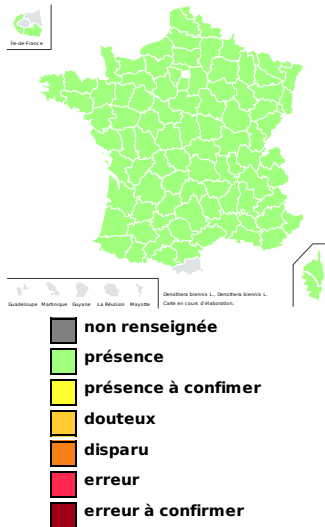 Île-de-France
Guadeloupe Martinique Guyane La Réunion Mayotte
Oenothera biennis L., Oenothera biennis L.
Carte en cours d'élaboration.
non renseignée
présence
présence à confimer
douteux
disparu
erreur
erreur à confirmer